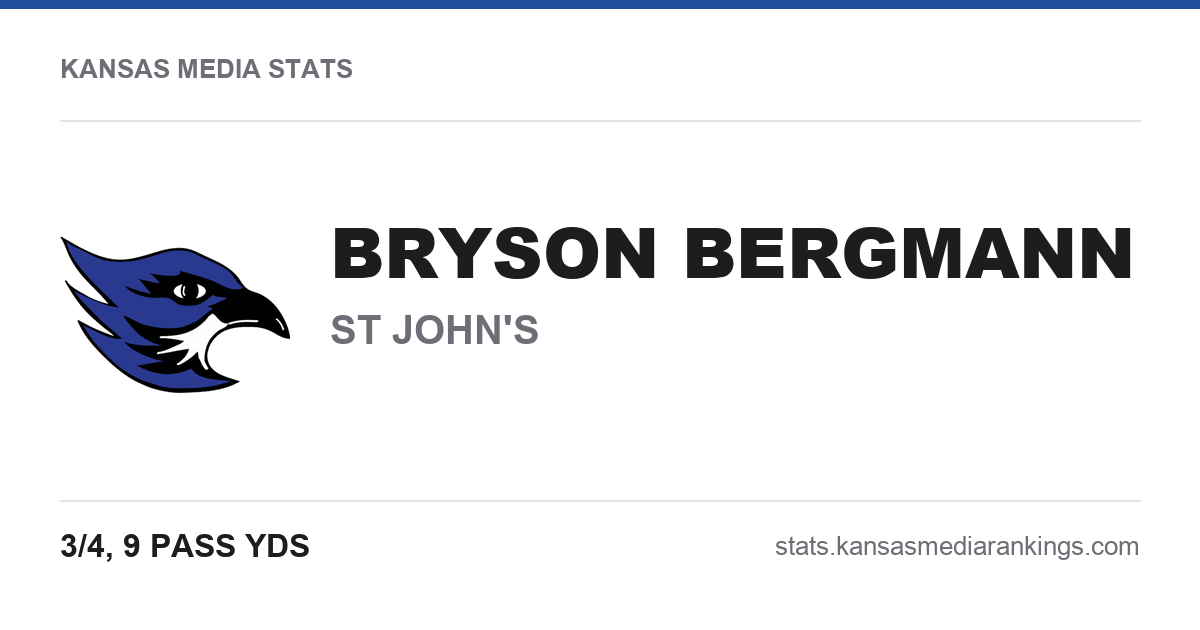 KANSAS MEDIA STATS
BRYSON BERGMANN
ST JOHN'S
3/4, 9 PASS YDS
stats.kansasmediarankings.com